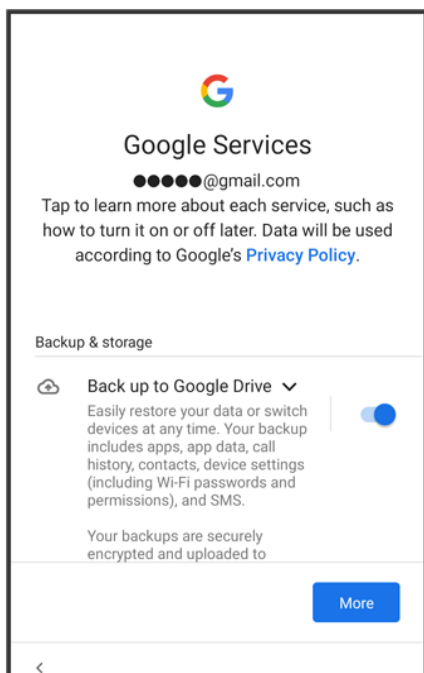 Google Services
●●●●●@gmail.com
Tap to learn more about each service, such as
how to turn it on or off later. Data will be used
according to Google’s Privacy Policy.
Backup & storage
Back up to Google Drive
Easily restore your data or switch
devices at any time. Your backup
includes apps, app data, call
history, contacts, device settings
(including Wi-Fi passwords and
permissions), and SMS.
Your backups are securely
encrypted and uploaded to
More